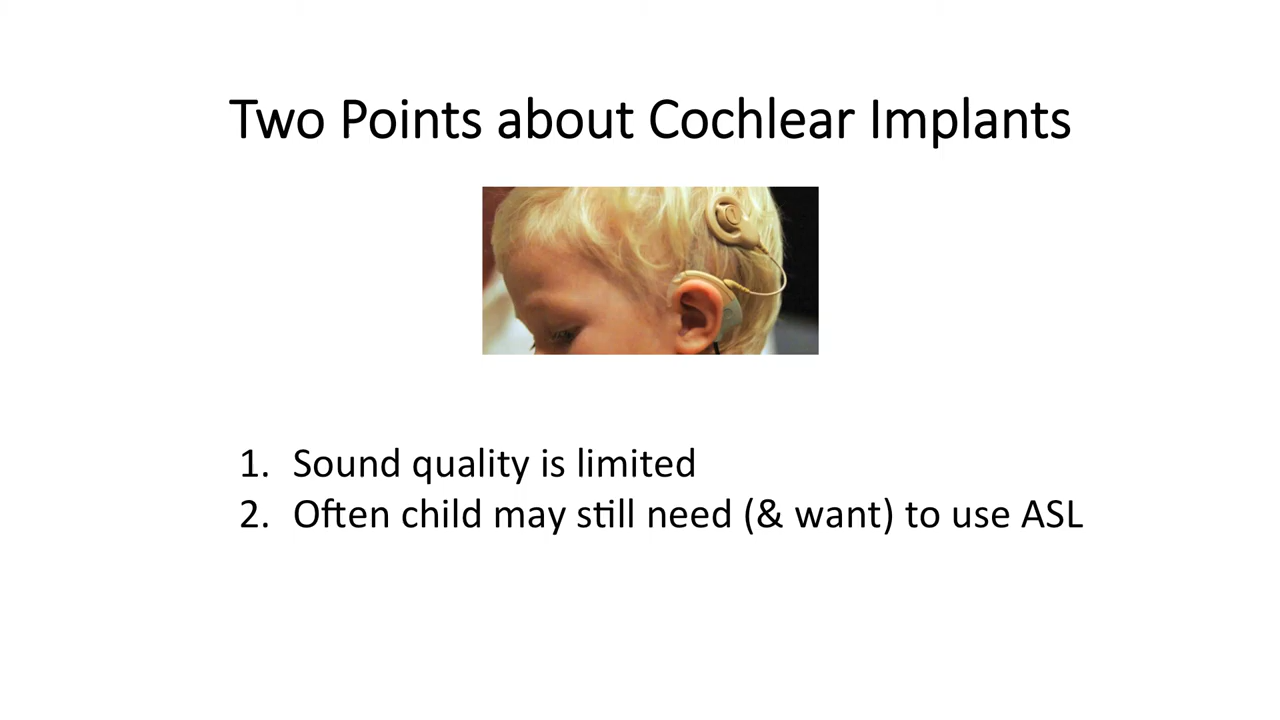 Two Points about Cochlear Implants
1. Sound quality is limited
2. Often child may still need (& want) to use ASL